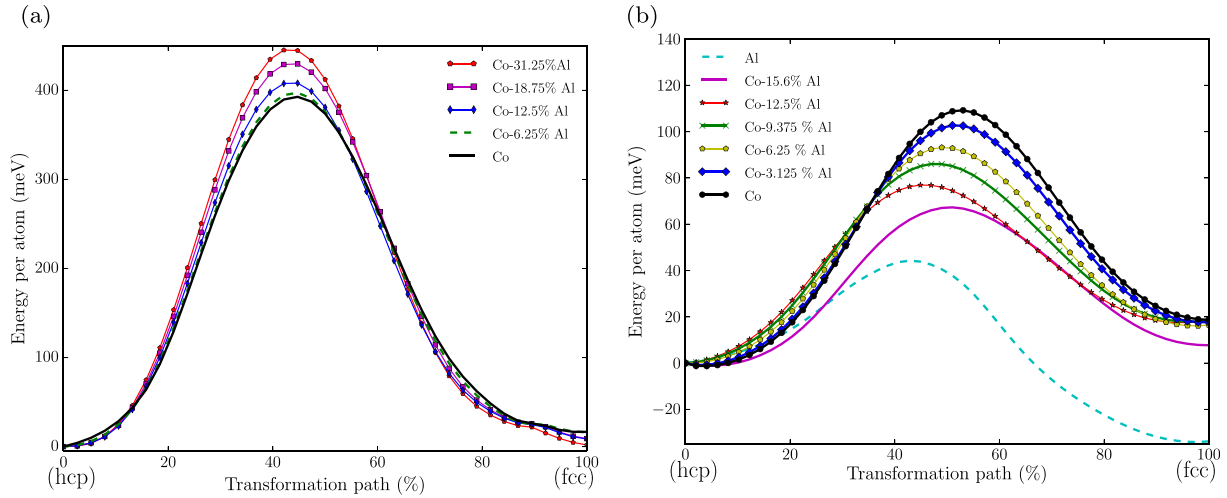 (a)
Energy per atom (meV)
400
300
200
100
0
Co-31.25%Al
Co-18.75% Al
Co-12.5% Al
Co-6.25% Al
Co
0 20 40 60 80 100
(hcp) Transformation path (%) (fcc)
(b)
Energy per atom (meV)
140
120
100
80
60
40
20
0
−20
Al
Co-15.6% Al
Co-12.5% Al
Co-9.375 % Al
Co-6.25 % Al
Co-3.125 % Al
Co
0 20 40 60 80 100
(hcp) Transformation path (%) (fcc)